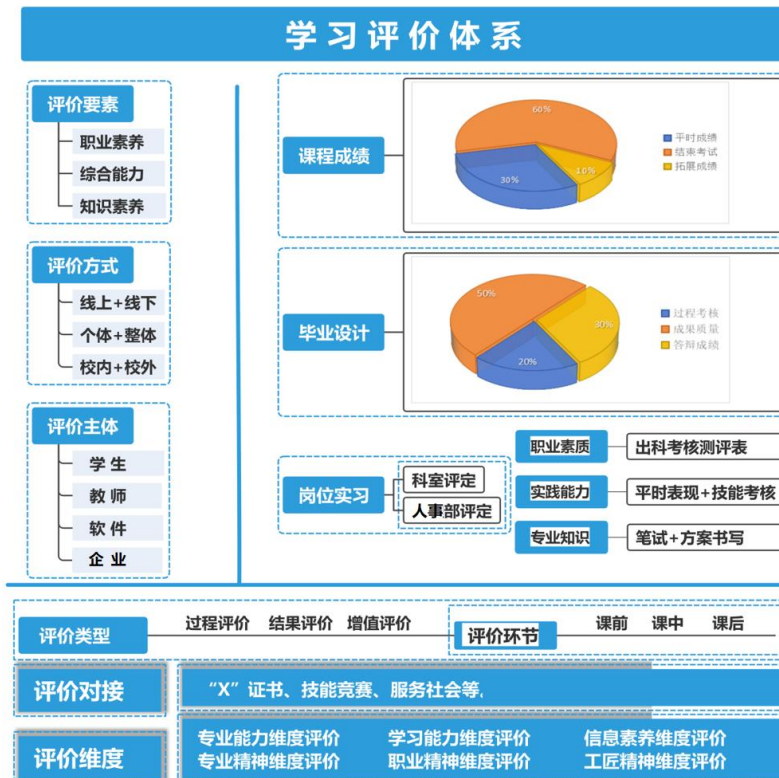 学习评价体系
评价要素
职业素养
综合能力
知识素养
评价方式
线上+线下
个体+整体
校内+校外
评价主体
学生
教师
软件
企业
课程成绩
60%
30%
10%
平时成绩
结束考试
拓展成绩
毕业设计
50%
30%
20%
过程考核
成果质量
答辩成绩
岗位实习
科室评定
人事部评定
职业素质
出科考核测评表
实践能力
平时表现+技能考核
专业知识
笔试+方案书写
评价类型
过程评价 结果评价 增值评价
评价环节
课前 课中 课后
评价对接
“X”证书、技能竞赛、服务社会等,
评价维度
专业能力维度评价 学习能力维度评价 信息素养维度评价
专业精神维度评价 职业精神维度评价 工匠精神维度评价